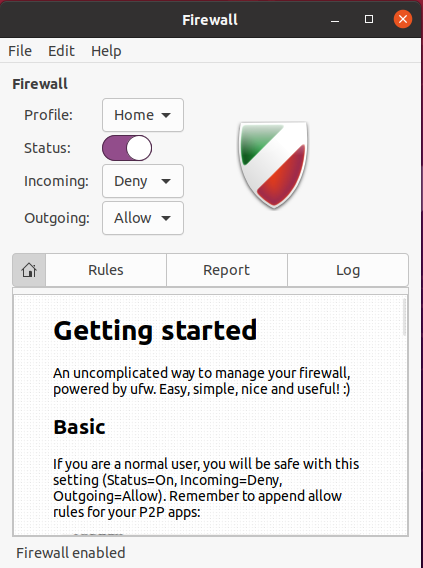 Firewall
File Edit Help
Firewall
Profile: Home
Status:
Incoming: Deny
Outgoing: Allow
Rules Report Log
Getting started
An uncomplicated way to manage your firewall,
powered by ufw. Easy, simple, nice and useful! :)
Basic
If you are a normal user, you will be safe with this
setting (Status=On, Incoming=Deny,
Outgoing=Allow). Remember to append allow
rules for your P2P apps:
Firewall enabled